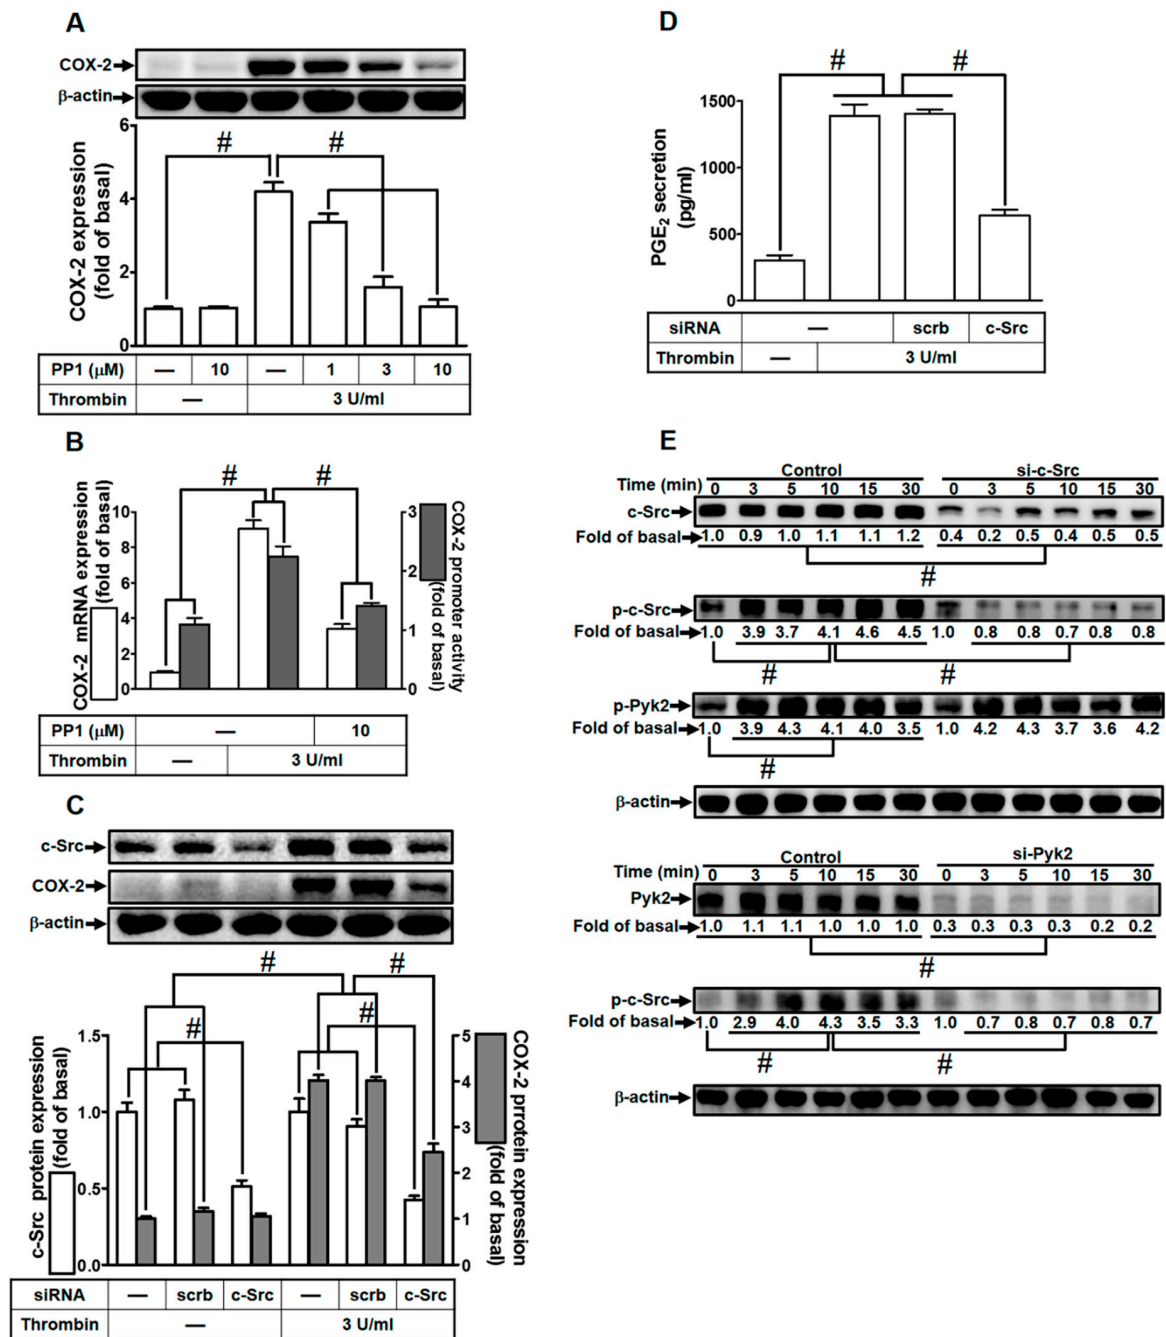 A
COX-2
β-actin
6
4
2
0
COX-2 expression
(fold of basal)
# #
PP1 (μM) — 10 — 1 3 10
Thrombin — 3 U/ml
B
# #
10
8
6
4
2
0
COX-2 mRNA expression
(fold of basal)
3
2
1
0
COX-2 promoter activity
(fold of basal)
PP1 (μM) — 10
Thrombin — 3 U/ml
C
c-Src
COX-2
β-actin
# #
# #
1.5
1.0
0.5
0.0
c-Src protein expression
(fold of basal)
5
4
3
2
1
0
COX-2 protein expression
(fold of basal)
siRNA — scrb c-Src — scrb c-Src
Thrombin — 3 U/ml
D
# #
1500
1000
500
0
PGE2 secretion
(pg/ml)
siRNA — scrb c-Src
Thrombin — 3 U/ml
E
Control si-c-Src
Time (min) 0 3 5 10 15 30 0 3 5 10 15 30
c-Src
Fold of basal 1.0 0.9 1.0 1.1 1.1 1.2 0.4 0.2 0.5 0.4 0.5 0.5
#
p-c-Src
Fold of basal 1.0 3.9 3.7 4.1 4.6 4.5 1.0 0.8 0.8 0.7 0.8 0.8
# #
p-Pyk2
Fold of basal 1.0 3.9 4.3 4.1 4.0 3.5 1.0 4.2 4.3 3.7 3.6 4.2
#
β-actin
Control si-Pyk2
Time (min) 0 3 5 10 15 30 0 3 5 10 15 30
Pyk2
Fold of basal 1.0 1.1 1.1 1.0 1.0 1.0 0.3 0.3 0.3 0.3 0.2 0.2
#
p-c-Src
Fold of basal 1.0 2.9 4.0 4.3 3.5 3.3 1.0 0.7 0.8 0.7 0.8 0.7
# #
β-actin